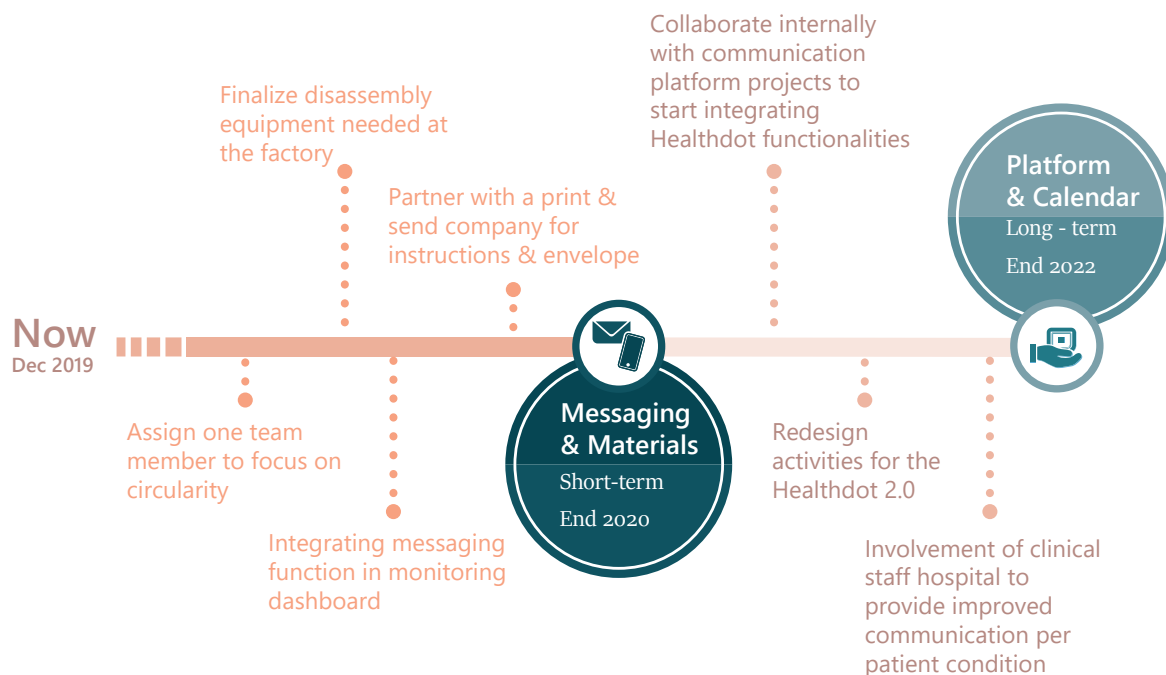 Now
Dec 2019
Assign one team
member to focus on
circularity
Finalize disassembly
equipment needed at
the factory
Integrating messaging
function in monitoring
dashboard
Partner with a print &
send company for
instructions & envelope
Messaging
& Materials
Short-term
End 2020
Collaborate internally
with communication
platform projects to
start integrating
Healthdot functionalities
Redesign
activities for the
Healthdot 2.0
Involvement of clinical
staff hospital to
provide improved
communication per
patient condition
Platform
& Calendar
Long - term
End 2022